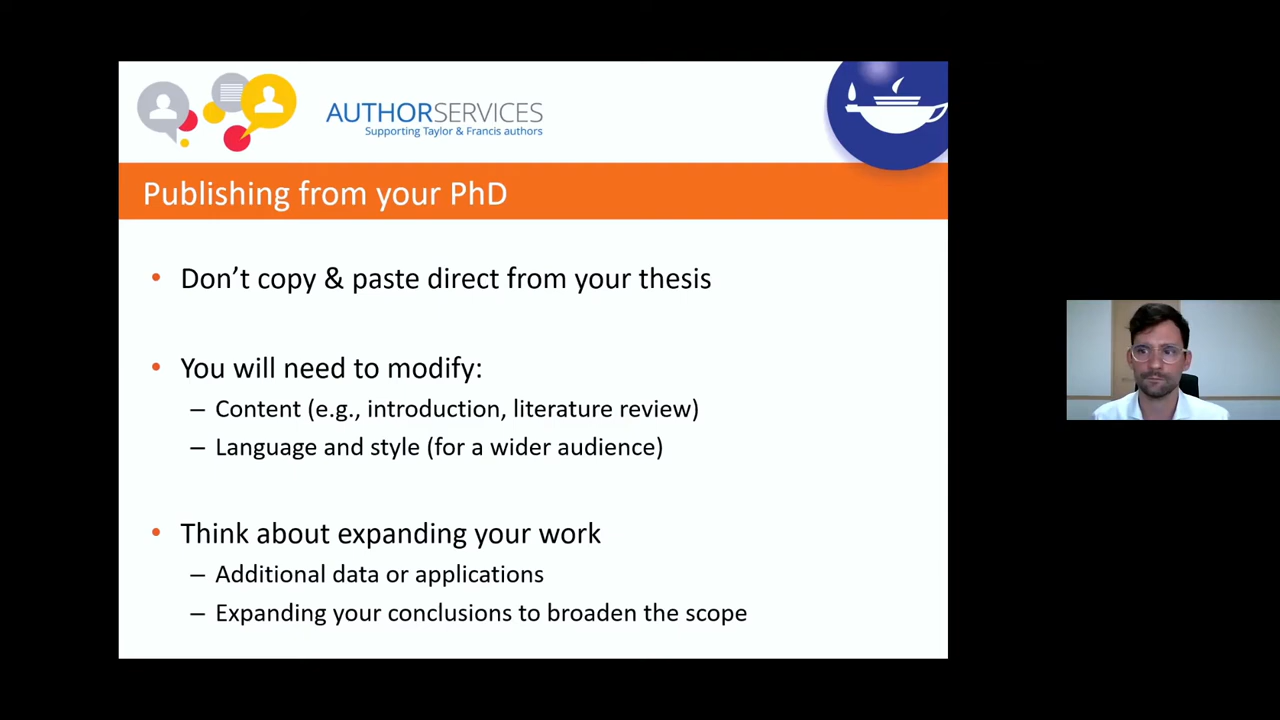 AUTHORSERVICES
Supporting Taylor & Francis authors
Publishing from your PhD
• Don’t copy & paste direct from your thesis
• You will need to modify:
– Content (e.g., introduction, literature review)
– Language and style (for a wider audience)
• Think about expanding your work
– Additional data or applications
– Expanding your conclusions to broaden the scope